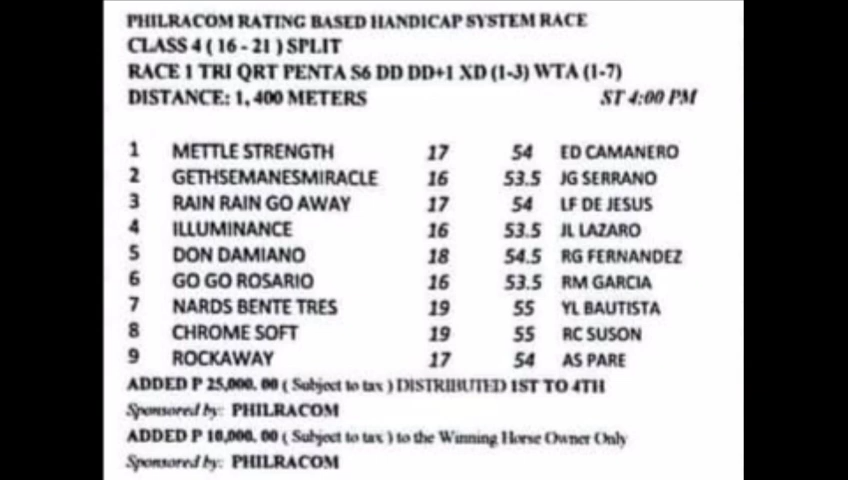 PHILRACOM RATING BASED HANDICAP SYSTEM RACE
CLASS 4 ( 16 - 21 ) SPLIT
RACE 1 TRI QRT PENTA S6 DD DD+1 XD (1-3) WTA (1-7)
DISTANCE: 1, 400 METERS ST 4:00 PM
1 METTLE STRENGTH 17 54 ED CAMANERO
2 GETHSEMANESMIRACLE 16 53.5 JG SERRANO
3 RAIN RAIN GO AWAY 17 54 LF DE JESUS
4 ILLUMINANCE 16 53.5 JL LAZARO
5 DON DAMIANO 18 54.5 RG FERNANDEZ
6 GO GO ROSARIO 16 53.5 RM GARCIA
7 NARDS BENTE TRES 19 55 YL BAUTISTA
8 CHROME SOFT 19 55 RC SUSON
9 ROCKAWAY 17 54 AS PARE
ADDED P 25,000. 00 ( Subject to tax ) DISTRIBUTED 1ST TO 4TH
Sponsored by: PHILRACOM
ADDED P 10,000. 00 ( Subject to tax ) to the Winning Horse Owner Only
Sponsored by: PHILRACOM